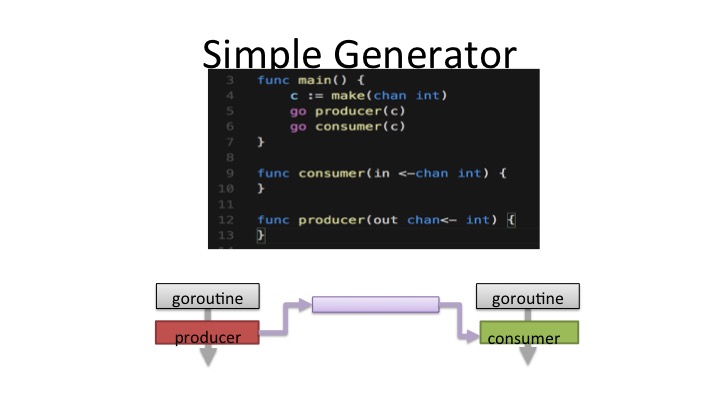 Simple Generator
3 func main() {
4 c := make(chan int)
5 go producer(c)
6 go consumer(c)
7 }
8
9 func consumer(in <-chan int) {
10 }
11
12 func producer(out chan<- int) {
13 }
goroutine
goroutine
producer
consumer